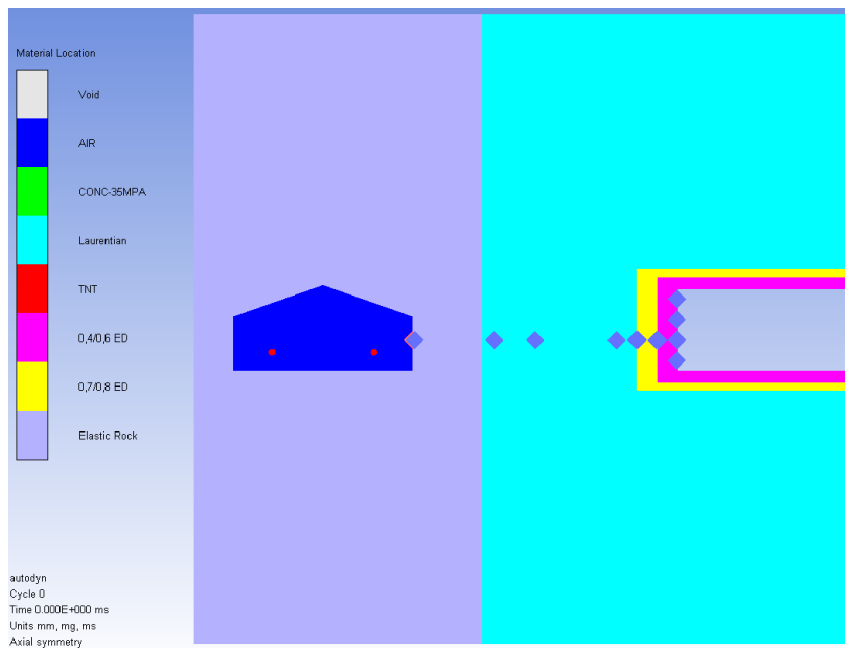 Material Location
Void
AIR
CONC-35MPA
Laurentian
TNT
0,4/0,6 ED
0,7/0,8 ED
Elastic Rock
autodyn
Cycle 0
Time 0.000E+000 ms
Units mm, mg, ms
Axial symmetry